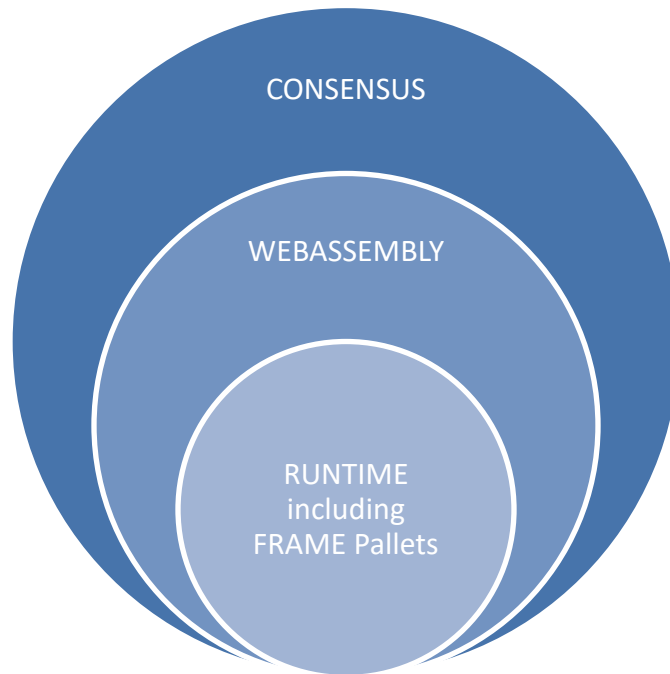 CONSENSUS
WEBASSEMBLY
RUNTIME
including
FRAME Pallets